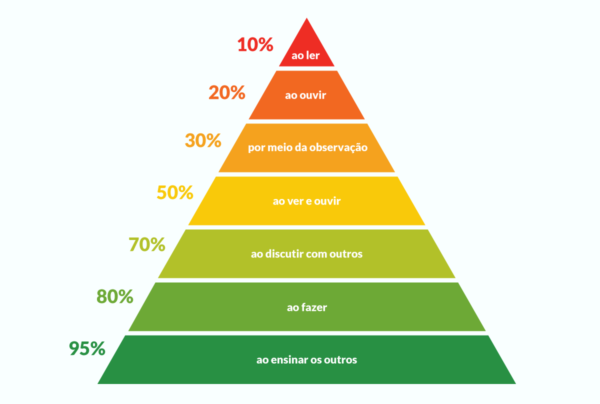 10%
ao ler
20%
ao ouvir
30%
por meio da observação
50%
ao ver e ouvir
70%
ao discutir com outros
80%
ao fazer
95%
ao ensinar os outros